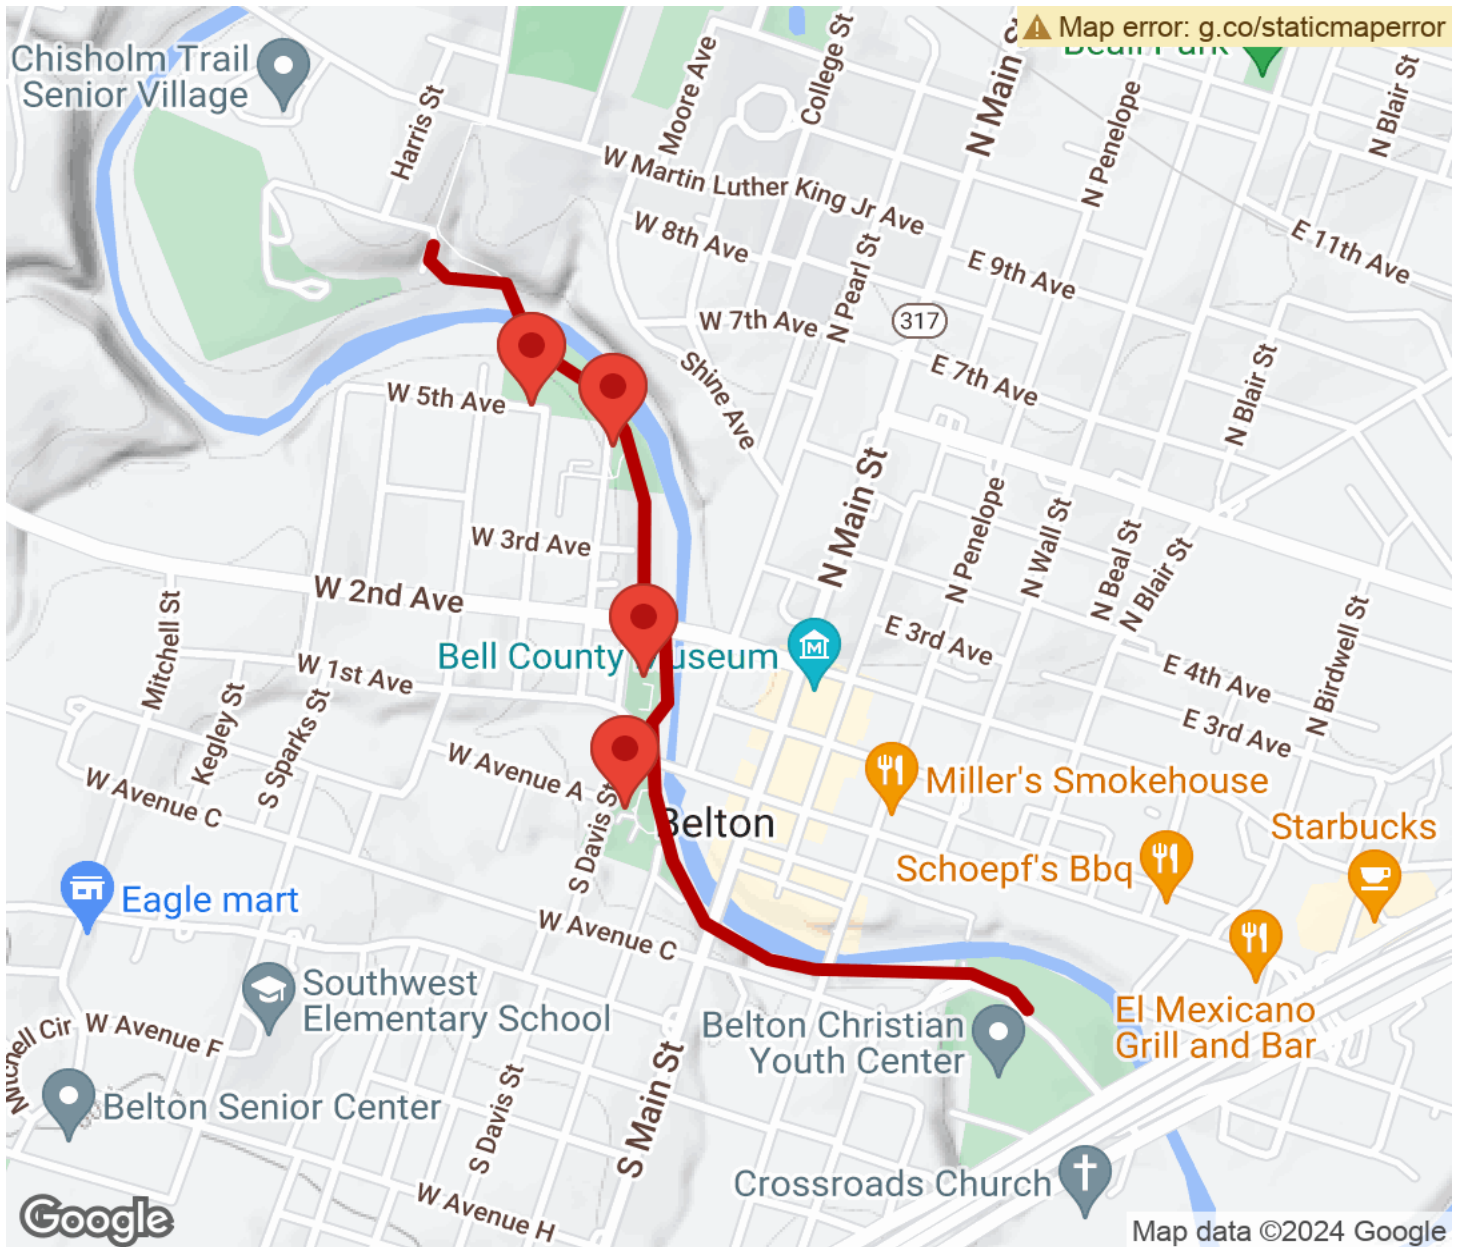 Map error: g.co/staticmaperror
Chisholm Trail
Senior Village
Harris St
Moore Ave
College St
N Main St
Beall Park
N Penelope
N Blair St
W Martin Luther King Jr Ave
W 8th Ave
N Pearl St
E 9th Ave
E 11th Ave
W 7th Ave
317
Shine Ave
E 7th Ave
N Blair St
W 5th Ave
N Main St
N Penelope
N Wall St
N Beal St
N Blair St
W 3rd Ave
W 2nd Ave
Mitchell St
Bell County Museum
E 3rd Ave
E 4th Ave
N Birdwell St
W 1st Ave
Kegley St
S Sparks St
E 3rd Ave
W Avenue A
W Avenue C
S Davis St
Belton
Miller's Smokehouse
Schoepf's Bbq
Starbucks
Eagle mart
W Avenue C
Southwest
Elementary School
El Mexicano
Grill and Bar
Mitchell Cir
W Avenue F
Belton Christian
Youth Center
Belton Senior Center
S Davis St
S Main St
Crossroads Church
W Avenue H
Google
Map data ©2024 Google